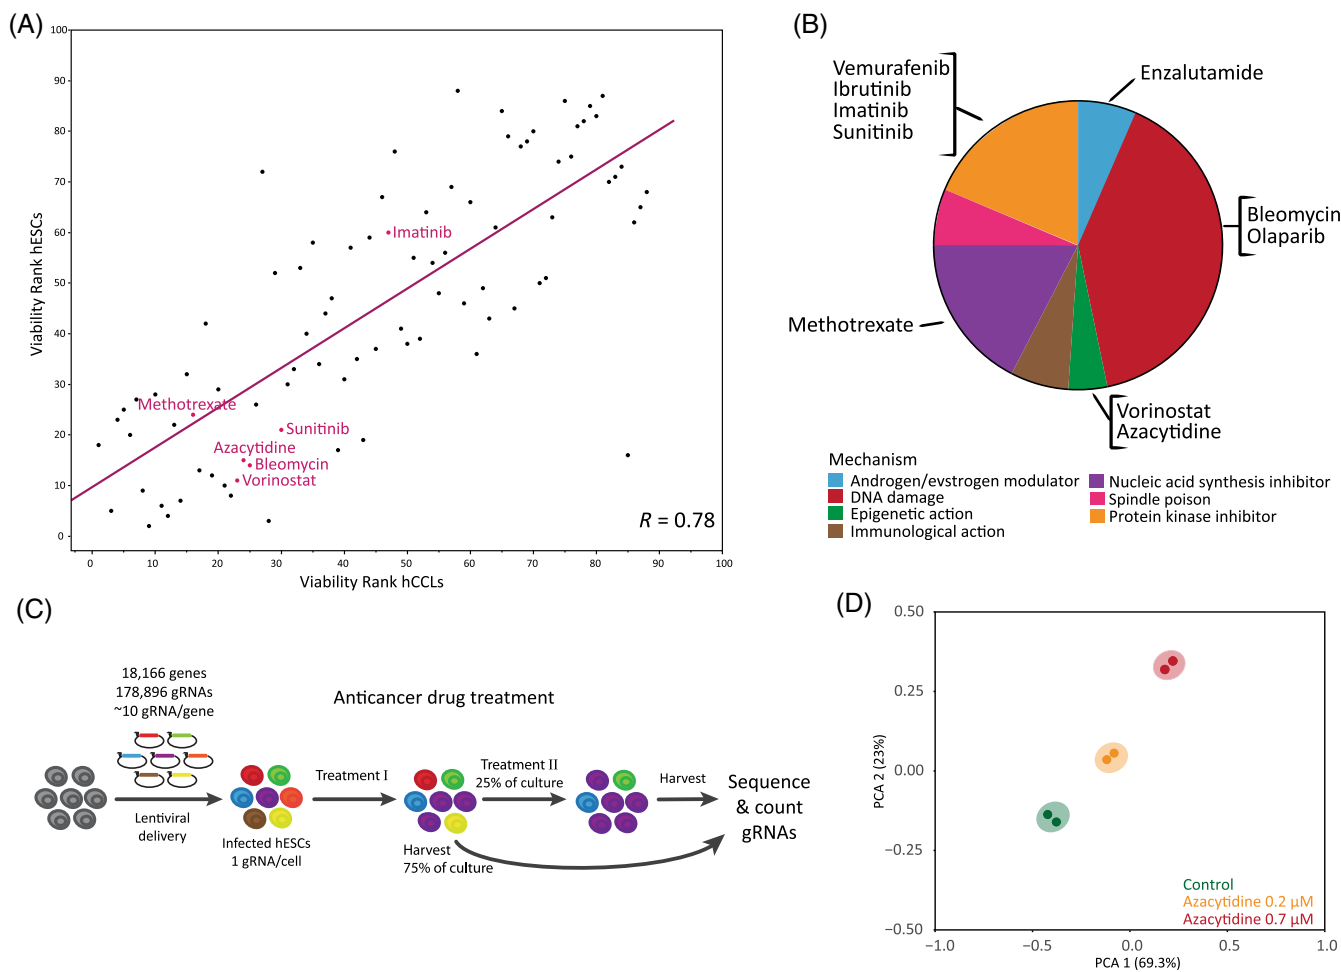 (A)
100
90
80
70
60
50
40
30
20
10
0
Viability Rank hESCs
Imatinib
Methotrexate
Sunitinib
Azacytidine
Bleomycin
Vorinostat
R = 0.78
0 10 20 30 40 50 60 70 80 90 100
Viability Rank hCCLs
(B)
Vemurafenib
Ibrutinib
Imatinib
Sunitinib
Enzalutamide
Bleomycin
Olaparib
Methotrexate
Vorinostat
Azacytidine
Mechanism
Androgen/evstrogen modulator
DNA damage
Epigenetic action
Immunological action
Nucleic acid synthesis inhibitor
Spindle poison
Protein kinase inhibitor
(C)
18,166 genes
178,896 gRNAs
~10 gRNA/gene
Anticancer drug treatment
Lentiviral
delivery
Infected hESCs
1 gRNA/cell
Treatment I
Harvest
75% of culture
Treatment II
25% of culture
Harvest
Sequence
& count
gRNAs
(D)
0.50
0.25
0.00
−0.25
−0.50
PCA 2 (23%)
Control
Azacytidine 0.2 µM
Azacytidine 0.7 µM
−1.0 −0.5 0.0 0.5 1.0
PCA 1 (69.3%)